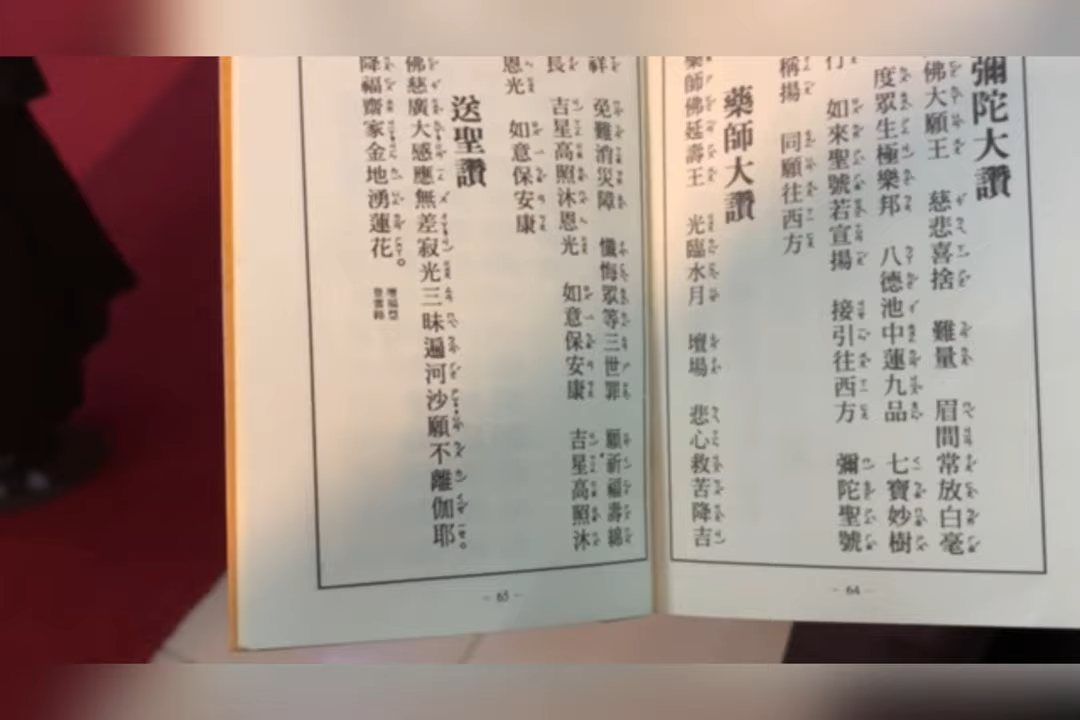 彌陀大讚
佛大願王 慈悲喜捨 難量 眉間常放白毫
度眾生極樂邦 八德池中蓮九品 七寶妙樹
行 如來聖號若宣揚 接引往西方 彌陀聖號
稱揚 同願往西方
藥師大讚
藥師佛延壽王 光臨水月 壇場 悲心救苦降吉
— 64 —
祥 免難消災障 懺悔眾等三世罪 願祈福壽綿
長 吉星高照沐恩光 如意保安康 吉星高照沐
恩光 如意保安康
送聖讚
佛慈廣大感應無差寂光三昧遍河沙願不離伽耶。
降福齋家金地湧蓮花。
— 65 —